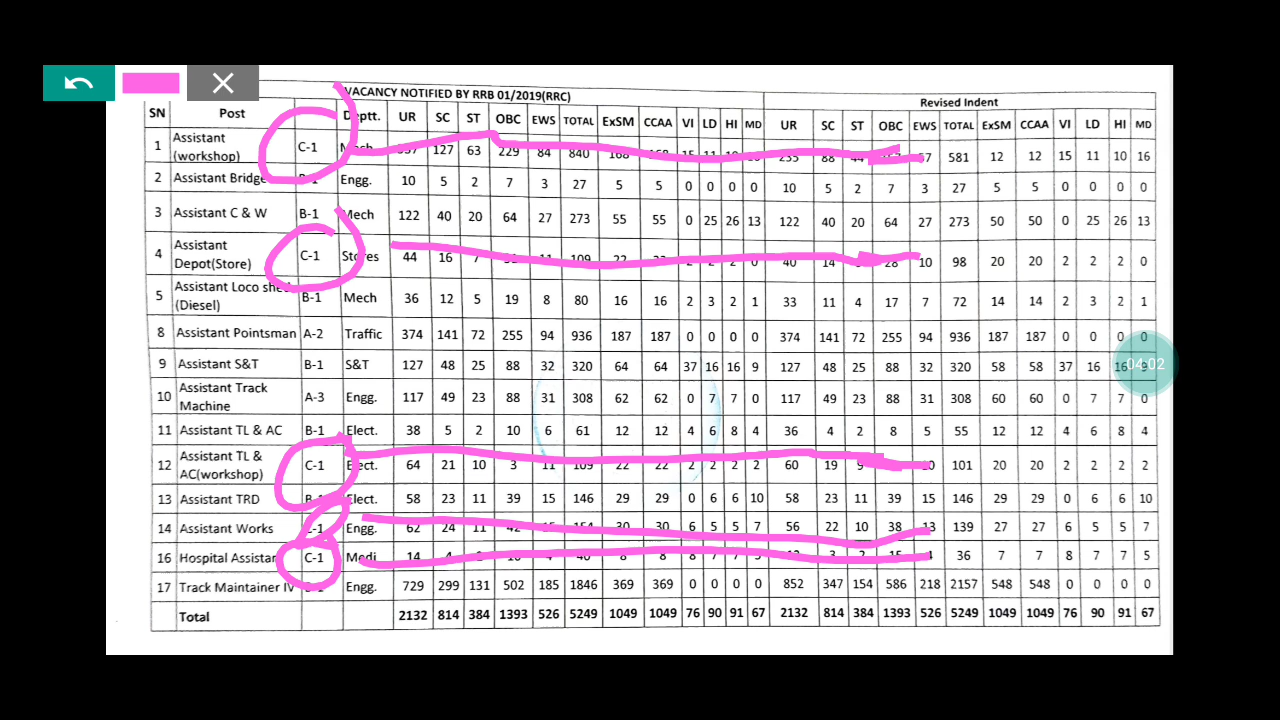 VACANCY NOTIFIED BY RRB 01/2019(RRC) Revised Indent
SN Post Deptt. UR SC ST OBC EWS TOTAL ExSM CCAA VI LD HI MD UR SC ST OBC EWS TOTAL ExSM CCAA VI LD HI MD
1 Assistant (workshop) C-1 127 63 229 84 840 88 581 12 12 15 11 10 16
2 Assistant Bridge Engg. 10 5 2 7 3 27 5 5 0 0 0 0 10 5 2 7 3 27 5 5 0 0 0 0
3 Assistant C & W B-1 Mech 122 40 20 64 27 273 55 55 0 25 26 13 122 40 20 64 27 273 50 50 0 25 26 13
4 Assistant Depot(Store) C-1 Stores 44 16 109 40 14 28 10 98 20 20 2 2 2 0
5 Assistant Loco shed (Diesel) B-1 Mech 36 12 5 19 8 80 16 16 2 3 2 1 33 11 4 17 7 72 14 14 2 3 2 1
8 Assistant Pointsman A-2 Traffic 374 141 72 255 94 936 187 187 0 0 0 0 374 141 72 255 94 936 187 187 0 0 0 0
9 Assistant S&T B-1 S&T 127 48 25 88 32 320 64 64 37 16 16 9 127 48 25 88 32 320 58 58 37 16 16
04:02
10 Assistant Track Machine A-3 Engg. 117 49 23 88 31 308 62 62 0 7 7 0 117 49 23 88 31 308 60 60 0 7 7 0
11 Assistant TL & AC B-1 Elect. 38 5 2 10 6 61 12 12 4 6 8 4 36 4 2 8 5 55 12 12 4 6 8 4
12 Assistant TL & AC(workshop) C-1 Elect. 64 21 10 3 11 109 22 22 2 2 2 2 60 19 9 101 20 20 2 2 2 2
13 Assistant TRD Elect. 58 23 11 39 15 146 29 29 0 6 6 10 58 23 11 39 15 146 29 29 0 6 6 10
14 Assistant Works Engg. 62 24 11 42 154 30 30 6 5 5 7 56 22 10 38 13 139 27 27 6 5 5 7
16 Hospital Assistant C-1 Medi 14 8 8 36 7 7 8 7 7 5
17 Track Maintainer IV Engg. 729 299 131 502 185 1846 369 369 0 0 0 0 852 347 154 586 218 2157 548 548 0 0 0 0
Total 2132 814 384 1393 526 5249 1049 1049 76 90 91 67 2132 814 384 1393 526 5249 1049 1049 76 90 91 67